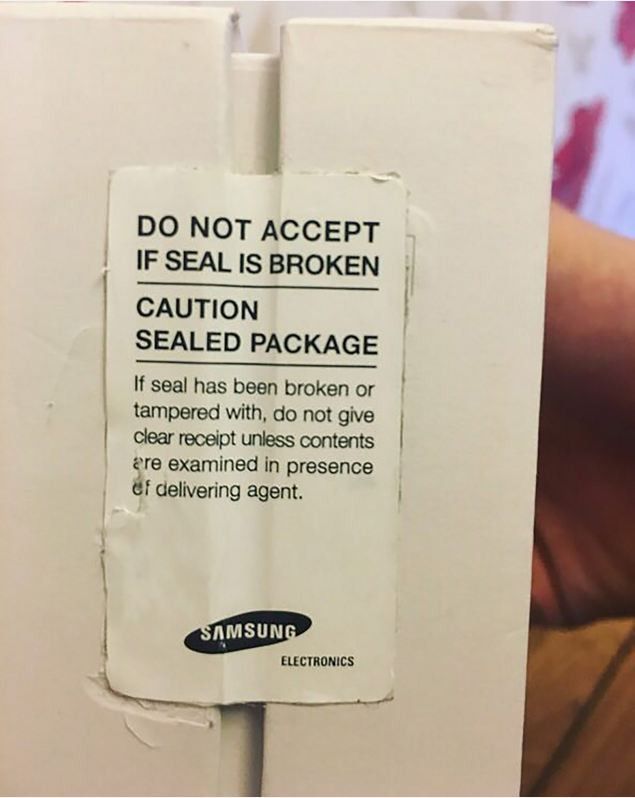 DO NOT ACCEPT
IF SEAL IS BROKEN
CAUTION
SEALED PACKAGE
If seal has been broken or
tampered with, do not give
clear receipt unless contents
are examined in presence
of delivering agent.
SAMSUNG
ELECTRONICS